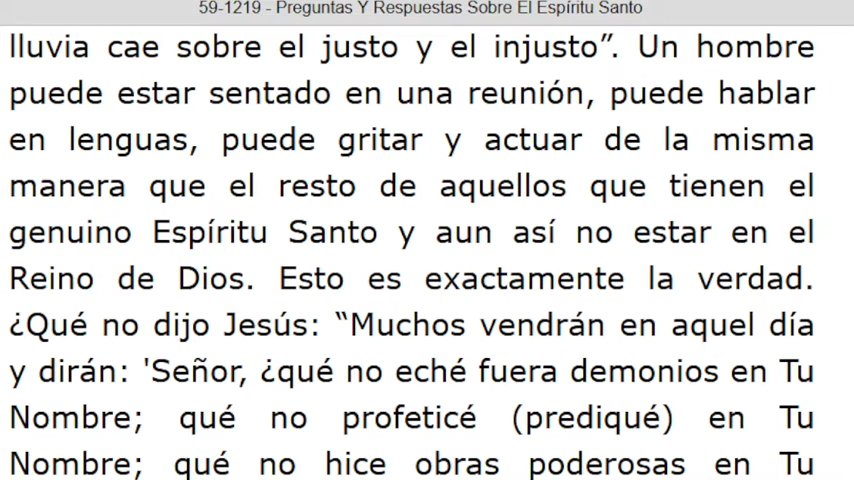 59-1219 - Preguntas Y Respuestas Sobre El Espíritu Santo
lluvia cae sobre el justo y el injusto”. Un hombre
puede estar sentado en una reunión, puede hablar
en lenguas, puede gritar y actuar de la misma
manera que el resto de aquellos que tienen el
genuino Espíritu Santo y aun así no estar en el
Reino de Dios. Esto es exactamente la verdad.
¿Qué no dijo Jesús: “Muchos vendrán en aquel día
y dirán: 'Señor, ¿qué no eché fuera demonios en Tu
Nombre; qué no profeticé (prediqué) en Tu
Nombre; qué no hice obras poderosas en Tu